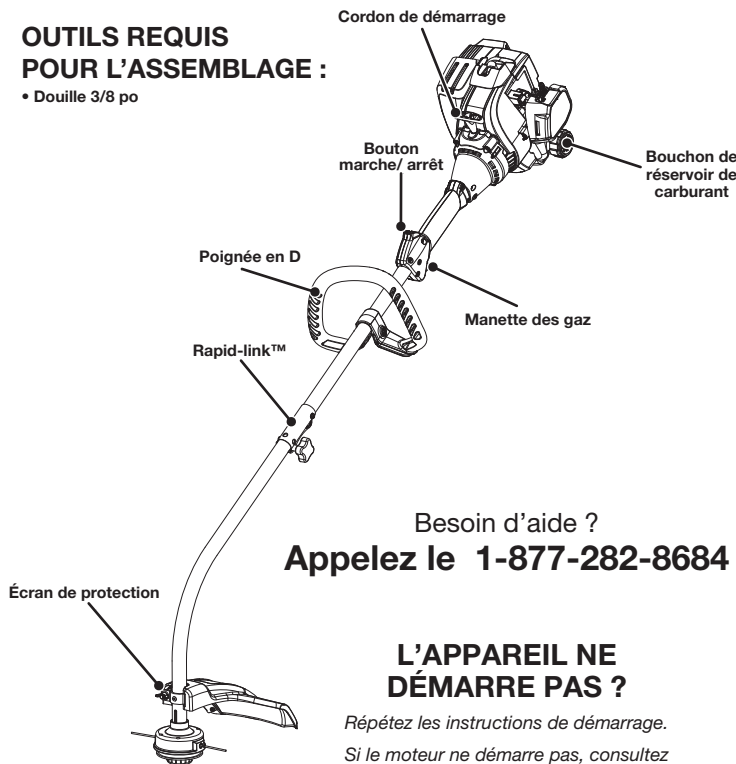 OUTILS REQUIS
POUR L'ASSEMBLAGE :
• Douille 3/8 po
Cordon de démarrage
Bouton
marche/ arrêt
Bouchon de
réservoir de
carburant
Poignée en D
Manette des gaz
Rapid-link™
Besoin d'aide ?
Appelez le 1-877-282-8684
Écran de protection
L'APPAREIL NE
DÉMARRE PAS ?
Répétez les instructions de démarrage.
Si le moteur ne démarre pas, consultez